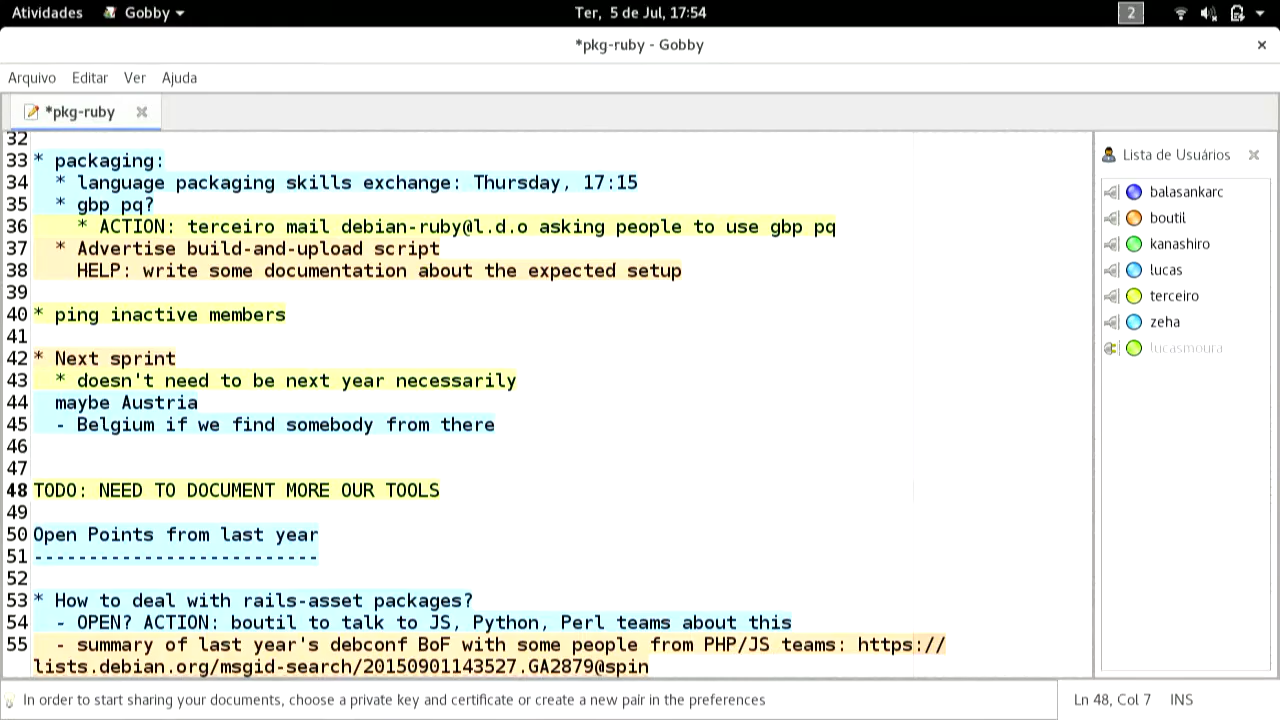 Atividades Gobby Ter, 5 de Jul, 17:54 2
*pkg-ruby - Gobby
Arquivo Editar Ver Ajuda
*pkg-ruby
Lista de Usuários
balasankarc
boutil
kanashiro
lucas
terceiro
zeha
lucasmoura
32
33 * packaging:
34   * language packaging skills exchange: Thursday, 17:15
35   * gbp pq?
36     * ACTION: terceiro mail debian-ruby@l.d.o asking people to use gbp pq
37   * Advertise build-and-upload script
38     HELP: write some documentation about the expected setup
39
40 * ping inactive members
41
42 * Next sprint
43   * doesn't need to be next year necessarily
44   maybe Austria
45   - Belgium if we find somebody from there
46
47
48 TODO: NEED TO DOCUMENT MORE OUR TOOLS
49
50 Open Points from last year
51 --------------------------
52
53 * How to deal with rails-asset packages?
54   - OPEN? ACTION: boutil to talk to JS, Python, Perl teams about this
55   - summary of last year's debconf BoF with some people from PHP/JS teams: https://
lists.debian.org/msgid-search/20150901143527.GA2879@spin
In order to start sharing your documents, choose a private key and certificate or create a new pair in the preferences
Ln 48, Col 7 INS